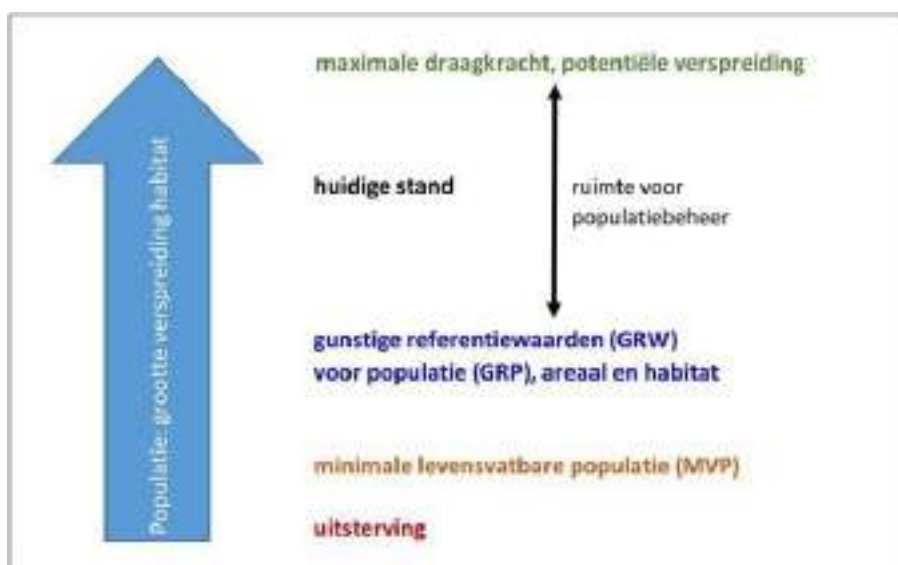 maximale draagkracht, potentiële verspreiding
huidige stand
ruimte voor
populatiebeheer
Populatie: grootte verspreiding habitat
gunstige referentiewaarden (GRW)
voor populatie (GRP), areaal en habitat
minimale levensvatbare populatie (MVP)
uitsterving